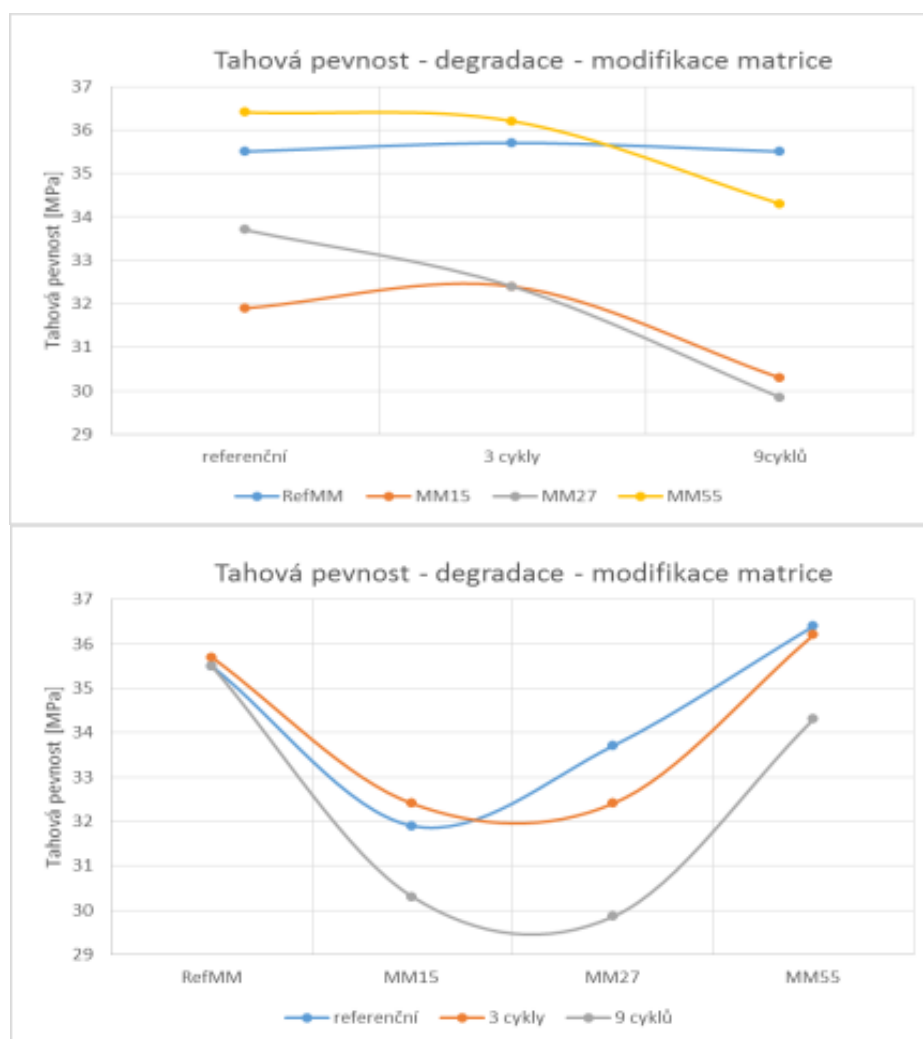 Tahová pevnost - degradace - modifikace matrice
Tahová pevnost [MPa]
37
36
35
34
33
32
31
30
29
referenční
3 cykly
9cyklů
RefMM
MM15
MM27
MM55
Tahová pevnost - degradace - modifikace matrice
Tahová pevnost [MPa]
37
36
35
34
33
32
31
30
29
RefMM
MM15
MM27
MM55
referenční
3 cykly
9 cyklů